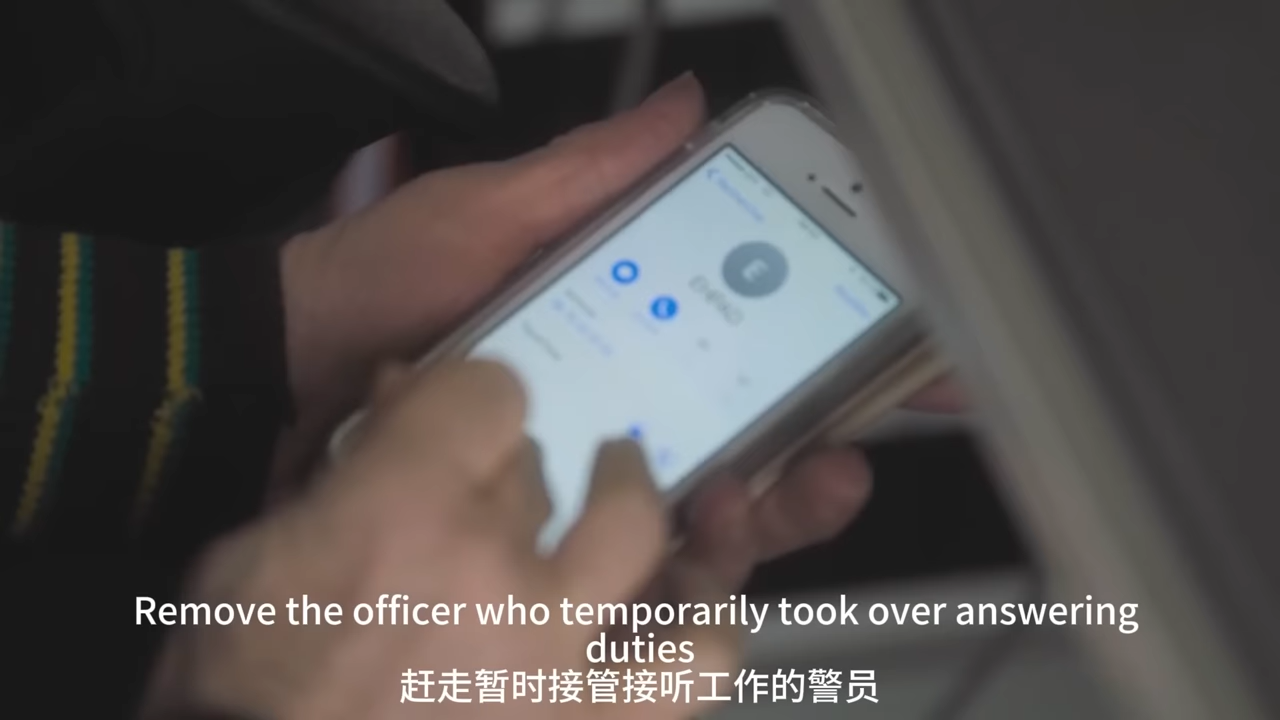 E
EHPAD
Remove the officer who temporarily took over answering
duties
赶走暂时接管接听工作的警员